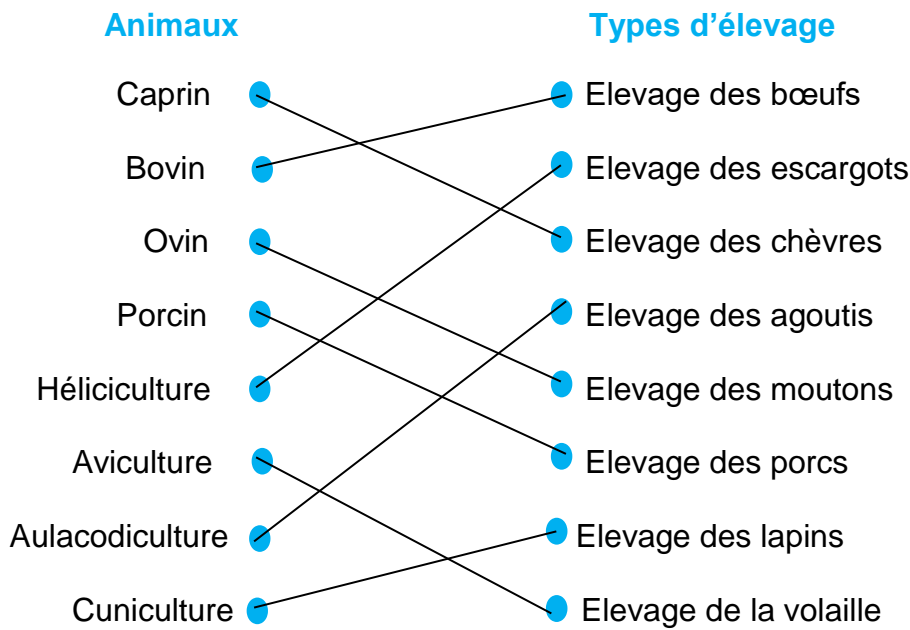 Animaux Types d’élevage
Caprin Elevage des bœufs
Bovin Elevage des escargots
Ovin Elevage des chèvres
Porcin Elevage des agoutis
Héliciculture Elevage des moutons
Aviculture Elevage des porcs
Aulacodiculture Elevage des lapins
Cuniculture Elevage de la volaille